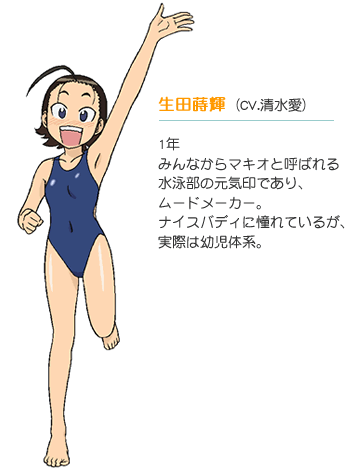 生田蒔輝 (CV.清水愛)
1年
みんなからマキオと呼ばれる
水泳部の元気印であり、
ムードメーカー。
ナイスバディに憧れているが、
実際は幼児体系。